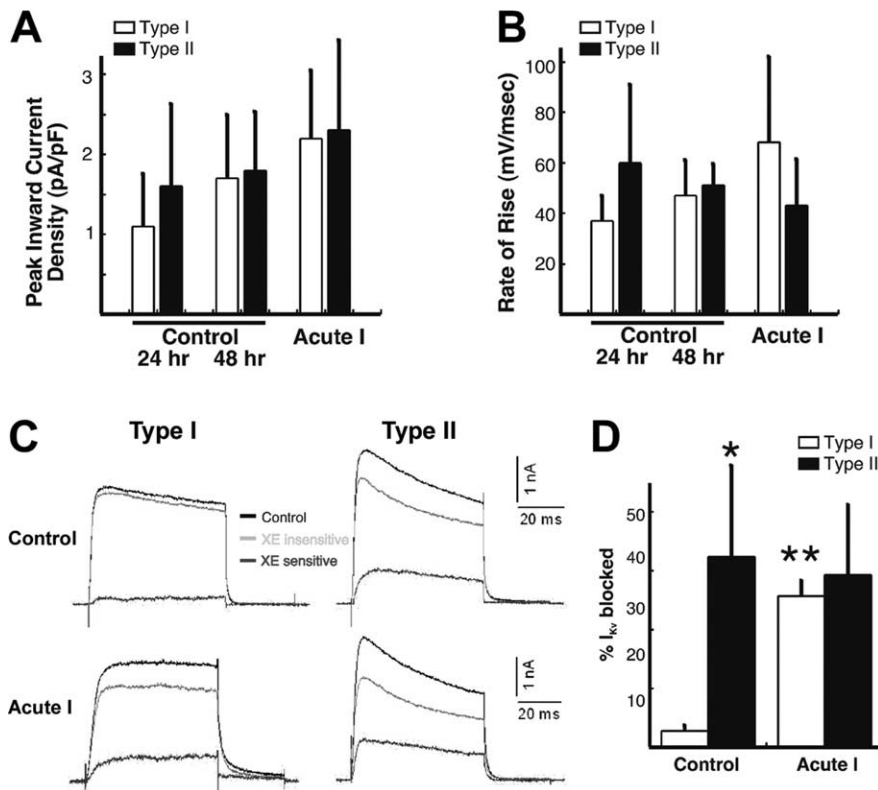 A
Type I
Type II
Peak Inward Current
Density (pA/pF)
3
2
1
Control
24 hr 48 hr
Acute I
B
Type I
Type II
Rate of Rise (mV/msec)
100
80
60
40
20
Control
24 hr 48 hr
Acute I
C
Type I
Type II
Control
Control
XE insensitive
XE sensitive
1 nA
20 ms
Acute I
1 nA
20 ms
D
Type I
Type II
% IKv blocked
50
40
30
20
10
*
**
Control
Acute I